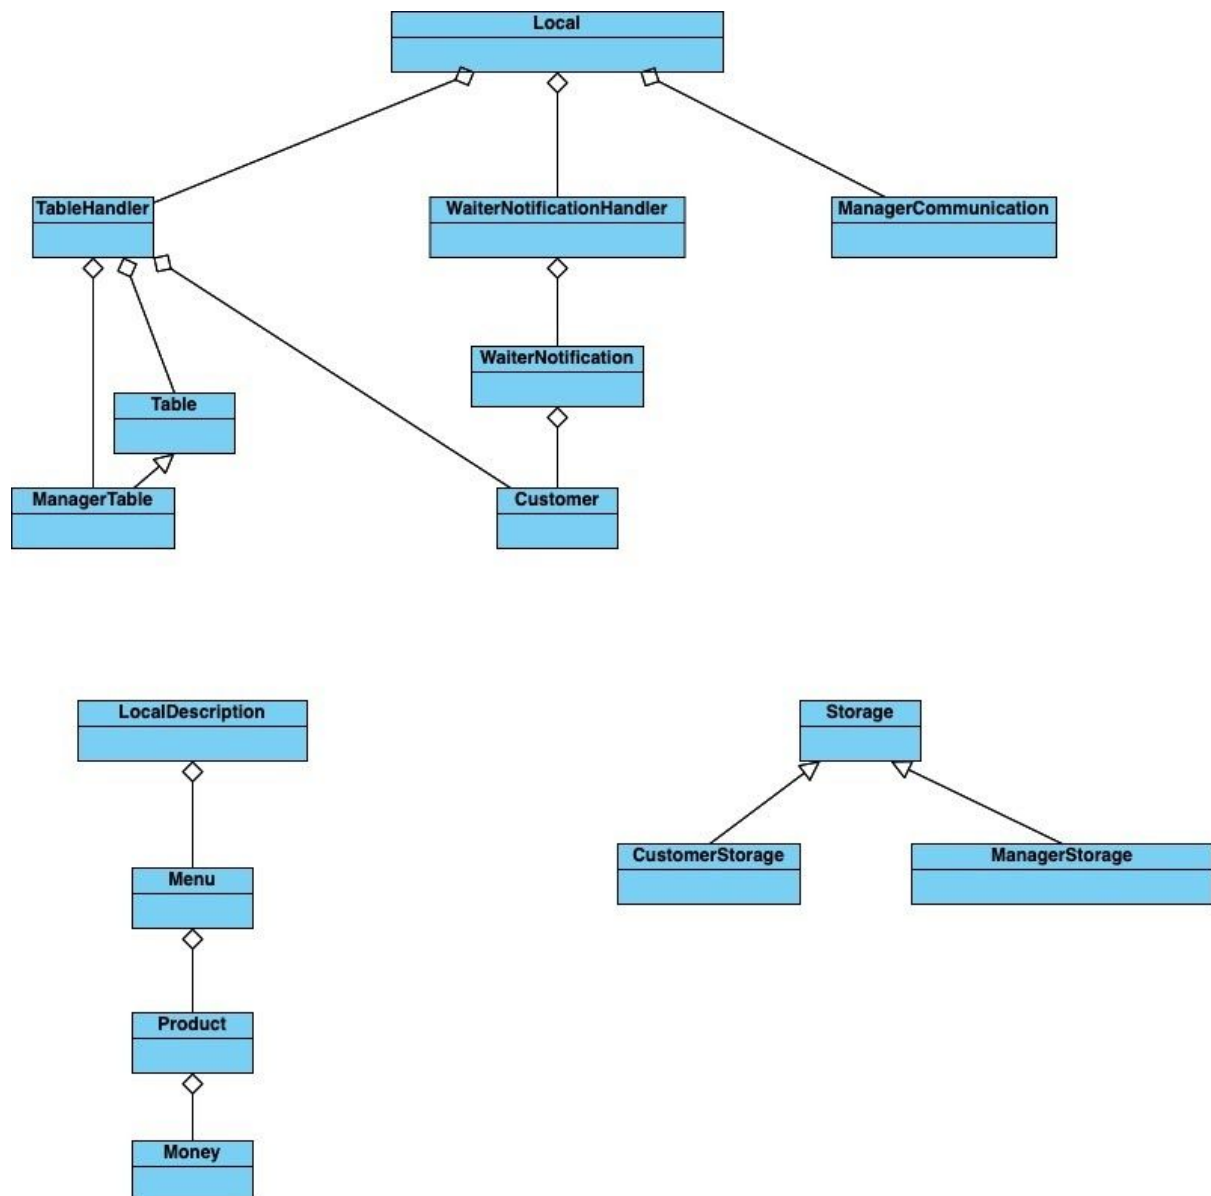 Local
TableHandler
WaiterNotificationHandler
ManagerCommunication
WaiterNotification
Table
ManagerTable
Customer
LocalDescription
Storage
CustomerStorage
ManagerStorage
Menu
Product
Money